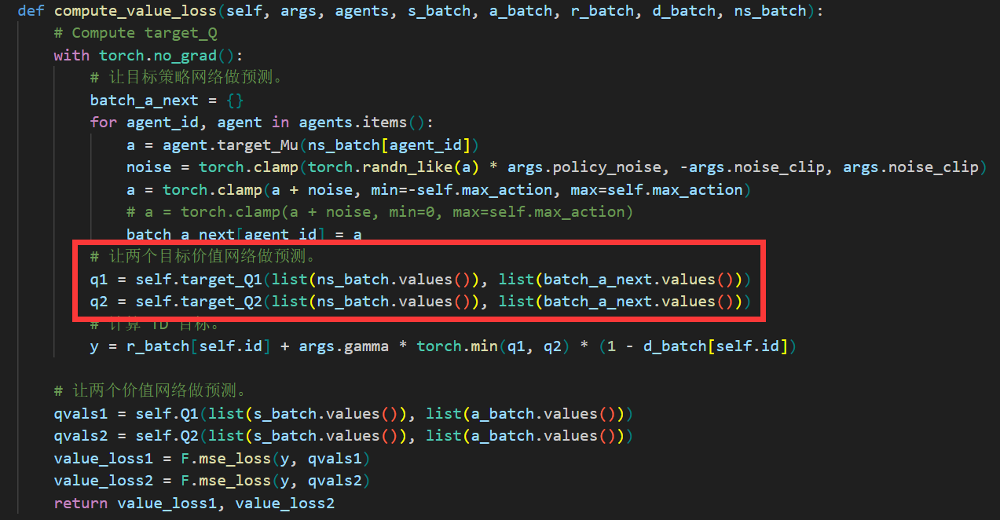 def compute_value_loss(self, args, agents, s_batch, a_batch, r_batch, d_batch, ns_batch):
    # Compute target_Q
    with torch.no_grad():
        # 让目标策略网络做预测。
        batch_a_next = {}
        for agent_id, agent in agents.items():
            a = agent.target_Mu(ns_batch[agent_id])
            noise = torch.clamp(torch.randn_like(a) * args.policy_noise, -args.noise_clip, args.noise_clip)
            a = torch.clamp(a + noise, min=-self.max_action, max=self.max_action)
            # a = torch.clamp(a + noise, min=0, max=self.max_action)
            batch_a_next[agent_id] = a
        # 让两个目标价值网络做预测。
        q1 = self.target_Q1(list(ns_batch.values()), list(batch_a_next.values()))
        q2 = self.target_Q2(list(ns_batch.values()), list(batch_a_next.values()))
        # 计算 TD 目标。
        y = r_batch[self.id] + args.gamma * torch.min(q1, q2) * (1 - d_batch[self.id])
    # 让两个价值网络做预测。
    qvals1 = self.Q1(list(s_batch.values()), list(a_batch.values()))
    qvals2 = self.Q2(list(s_batch.values()), list(a_batch.values()))
    value_loss1 = F.mse_loss(y, qvals1)
    value_loss2 = F.mse_loss(y, qvals2)
    return value_loss1, value_loss2